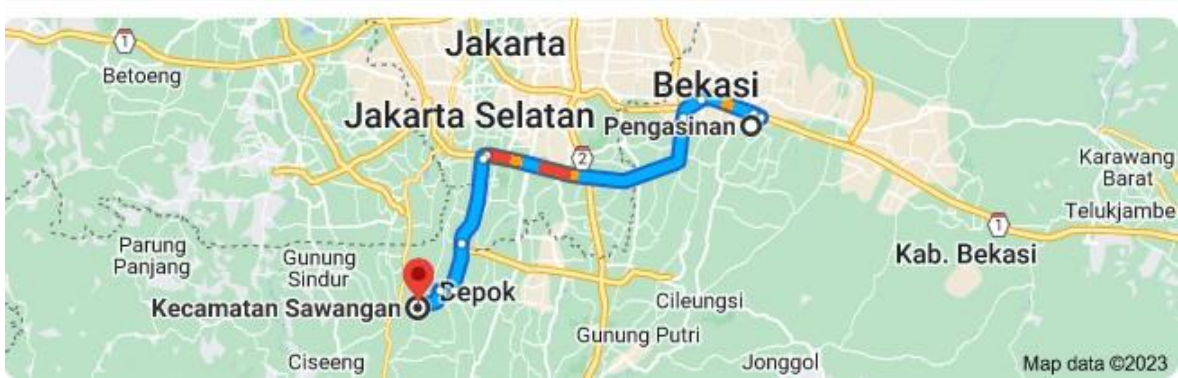 Jakarta
1
Betoeng
Bekasi
Jakarta Selatan
Pengasinan
2
Karawang
Barat
Telukjambe
1
Kab. Bekasi
Parung
Panjang
Gunung
Sindur
Depok
Kecamatan Sawangan
Cileungsi
Gunung Putri
Ciseeng
Jonggol
Map data ©2023